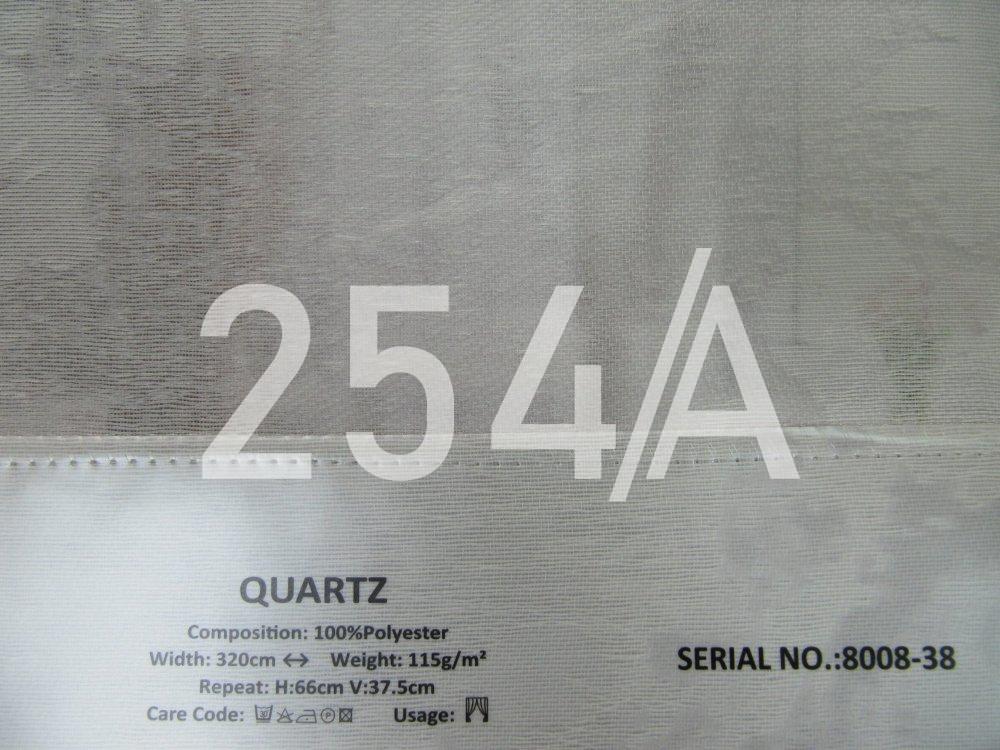 254/A
QUARTZ
Composition: 100%Polyester
Width: 320cm ↔ Weight: 115g/m²
Repeat: H:66cm V:37.5cm
Care Code: Usage:
SERIAL NO.:8008-38